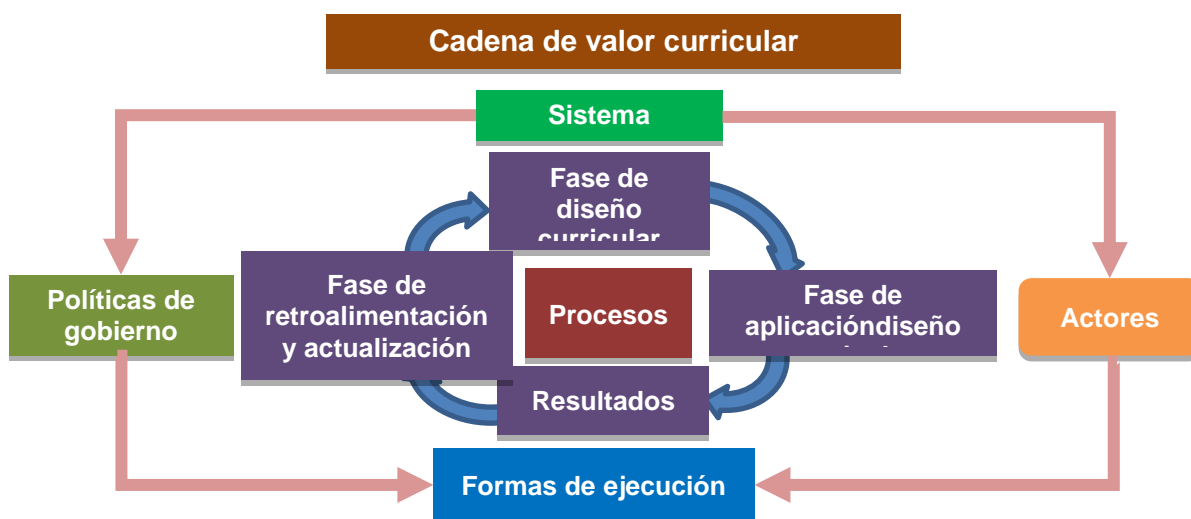 Cadena de valor curricular
Sistema
Fase de
diseño
curricular
Políticas de
gobierno
Fase de
retroalimentación
y actualización
Procesos
Fase de
aplicacióndiseño
Actores
Resultados
Formas de ejecución